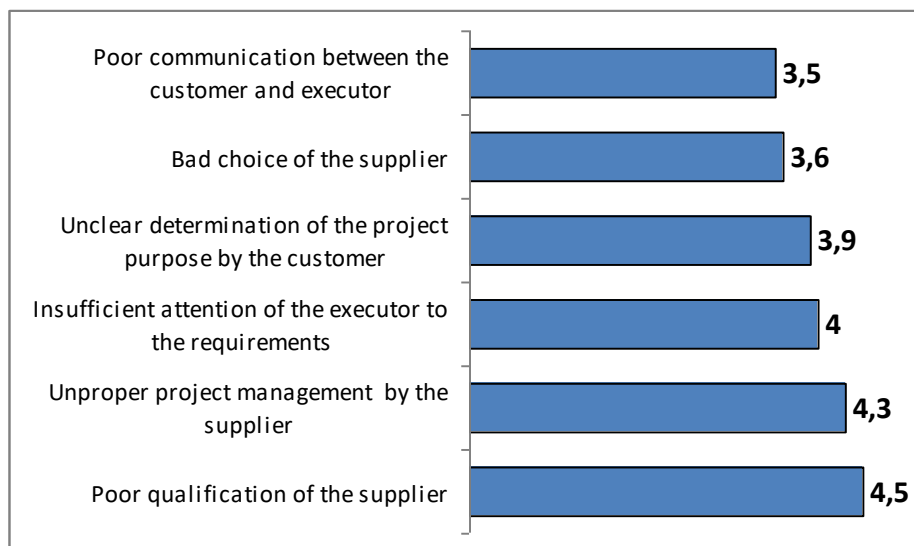 Poor communication between the
customer and executor
3,5
Bad choice of the supplier
3,6
Unclear determination of the project
purpose by the customer
3,9
Insufficient attention of the executor to
the requirements
4
Unproper project management by the
supplier
4,3
Poor qualification of the supplier
4,5